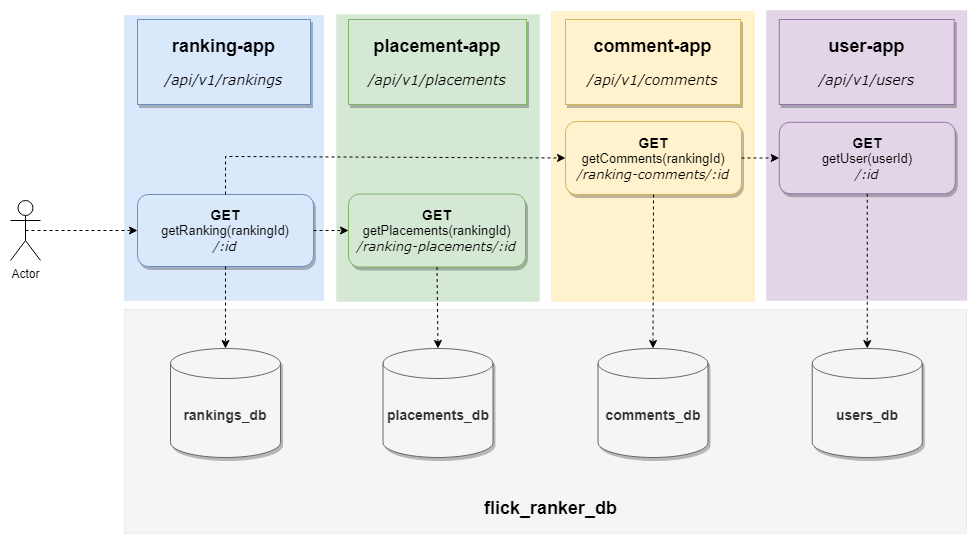 ranking-app
/api/v1/rankings
placement-app
/api/v1/placements
comment-app
/api/v1/comments
user-app
/api/v1/users
GET
getComments(rankingId)
/ranking-comments/:id
GET
getUser(userId)
/:id
GET
getRanking(rankingId)
/:id
GET
getPlacements(rankingId)
/ranking-placements/:id
Actor
rankings_db
placements_db
comments_db
users_db
flick_ranker_db